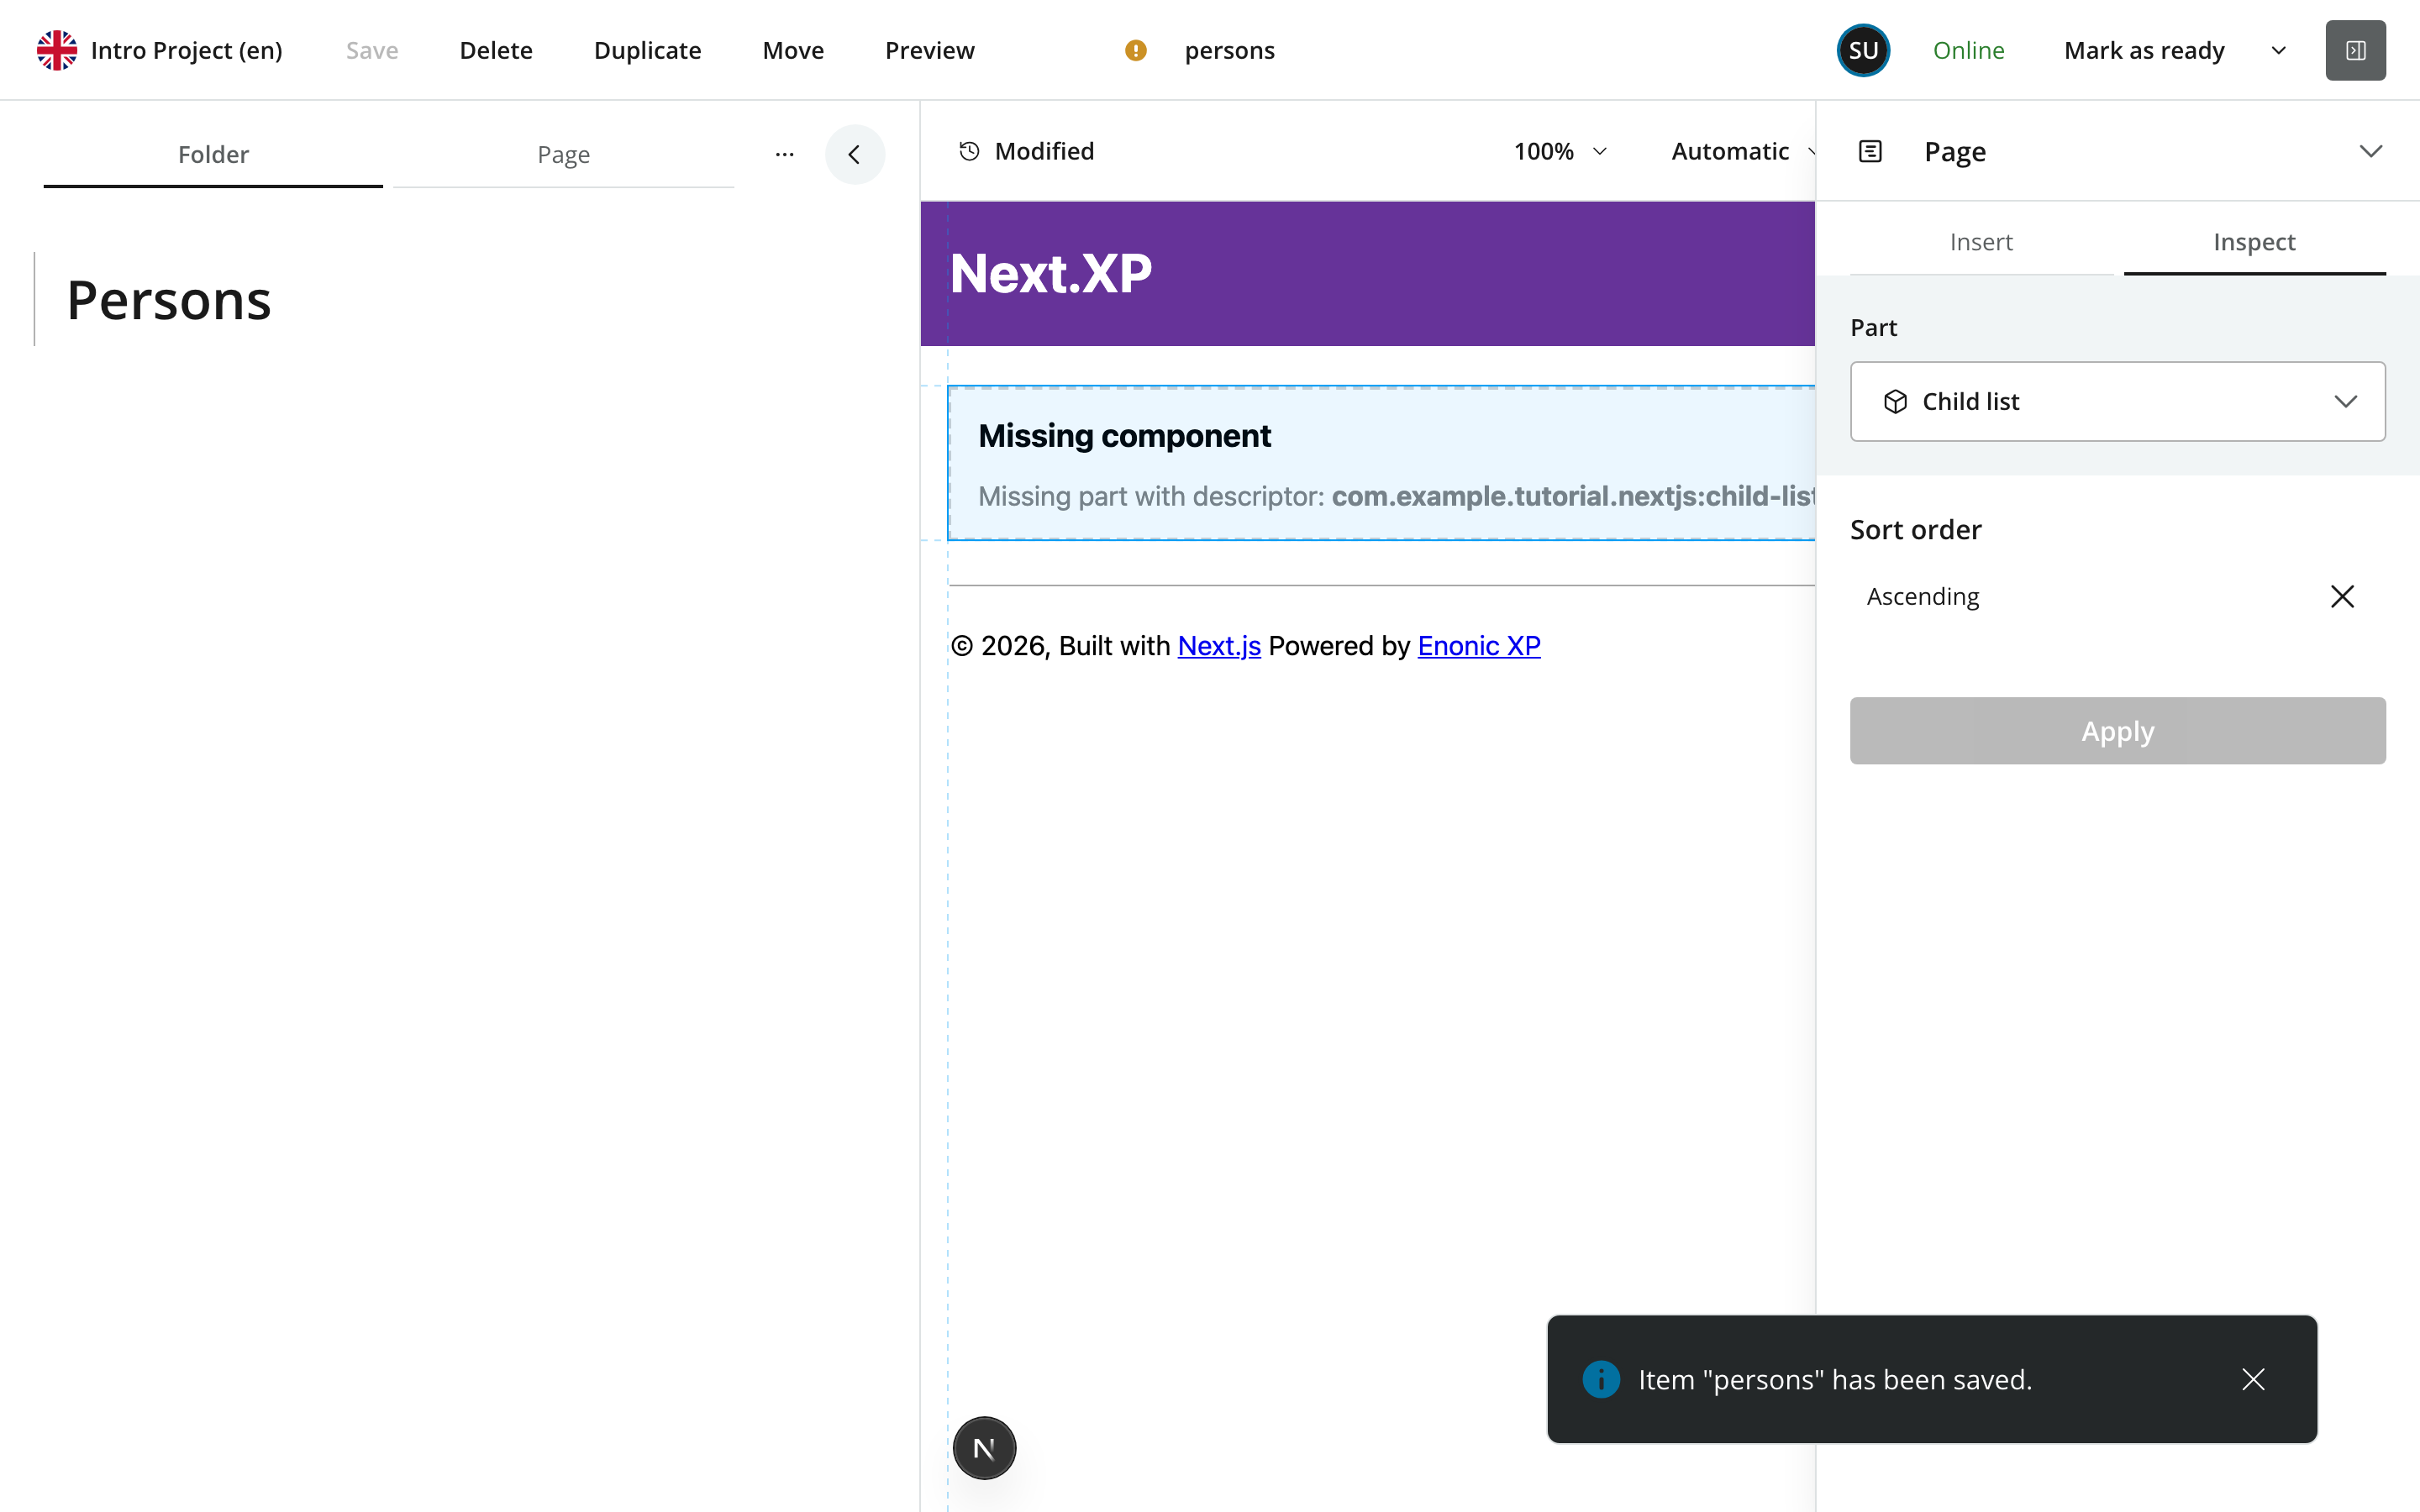 Intro Project (en) Save Delete Duplicate Move Preview persons SU Online Mark as ready
Folder Page
Persons
Modified 100% Automatic
Next.XP
Missing component
Missing part with descriptor: com.example.tutorial.nextjs:child-list
© 2026, Built with Next.js Powered by Enonic XP
N
Page
Insert Inspect
Part
Child list
Sort order
Ascending
Apply
Item "persons" has been saved.